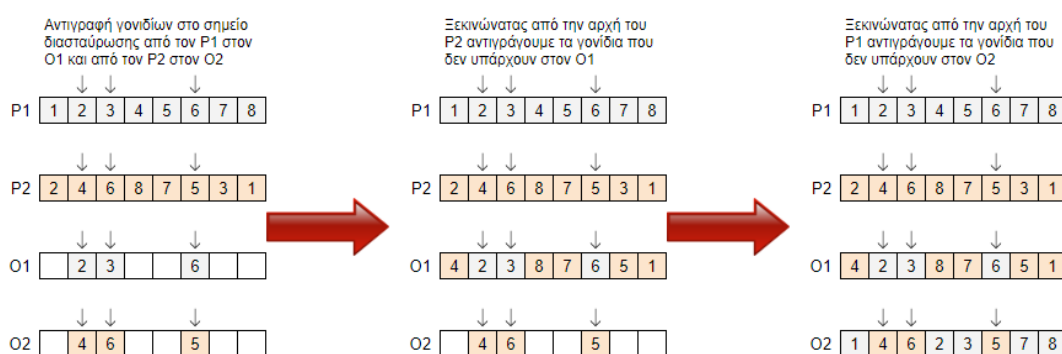 Αντιγραφή γονιδίων στο σημείο
διασταύρωσης από τον P1 στον
O1 και από τον P2 στον O2
P1 1 2 3 4 5 6 7 8
P2 2 4 6 8 7 5 3 1
O1 2 3 6
O2 4 6 5
Ξεκινώνατας από την αρχή του
P2 αντιγράγουμε τα γονίδια που
δεν υπάρχουν στον O1
P1 1 2 3 4 5 6 7 8
P2 2 4 6 8 7 5 3 1
O1 4 2 3 8 7 6 5 1
O2 4 6 5
Ξεκινώνατας από την αρχή του
P1 αντιγράγουμε τα γονίδια που
δεν υπάρχουν στον O2
P1 1 2 3 4 5 6 7 8
P2 2 4 6 8 7 5 3 1
O1 4 2 3 8 7 6 5 1
O2 1 4 6 2 3 5 7 8